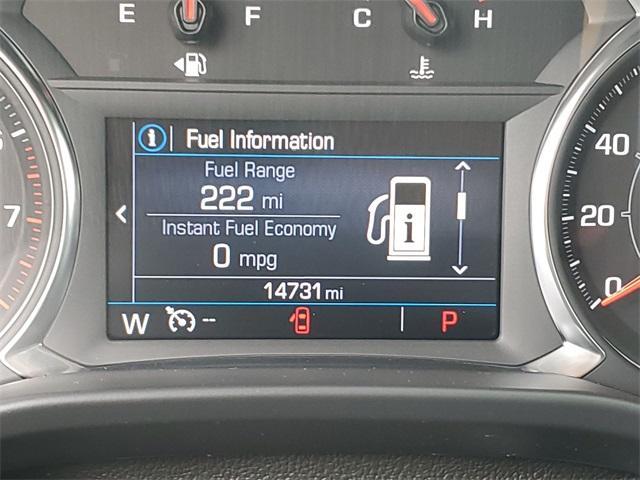 E F C H
i Fuel Information
Fuel Range
222 mi
Instant Fuel Economy
0 mpg
i
14731 mi
W -- P
7
40
20
0